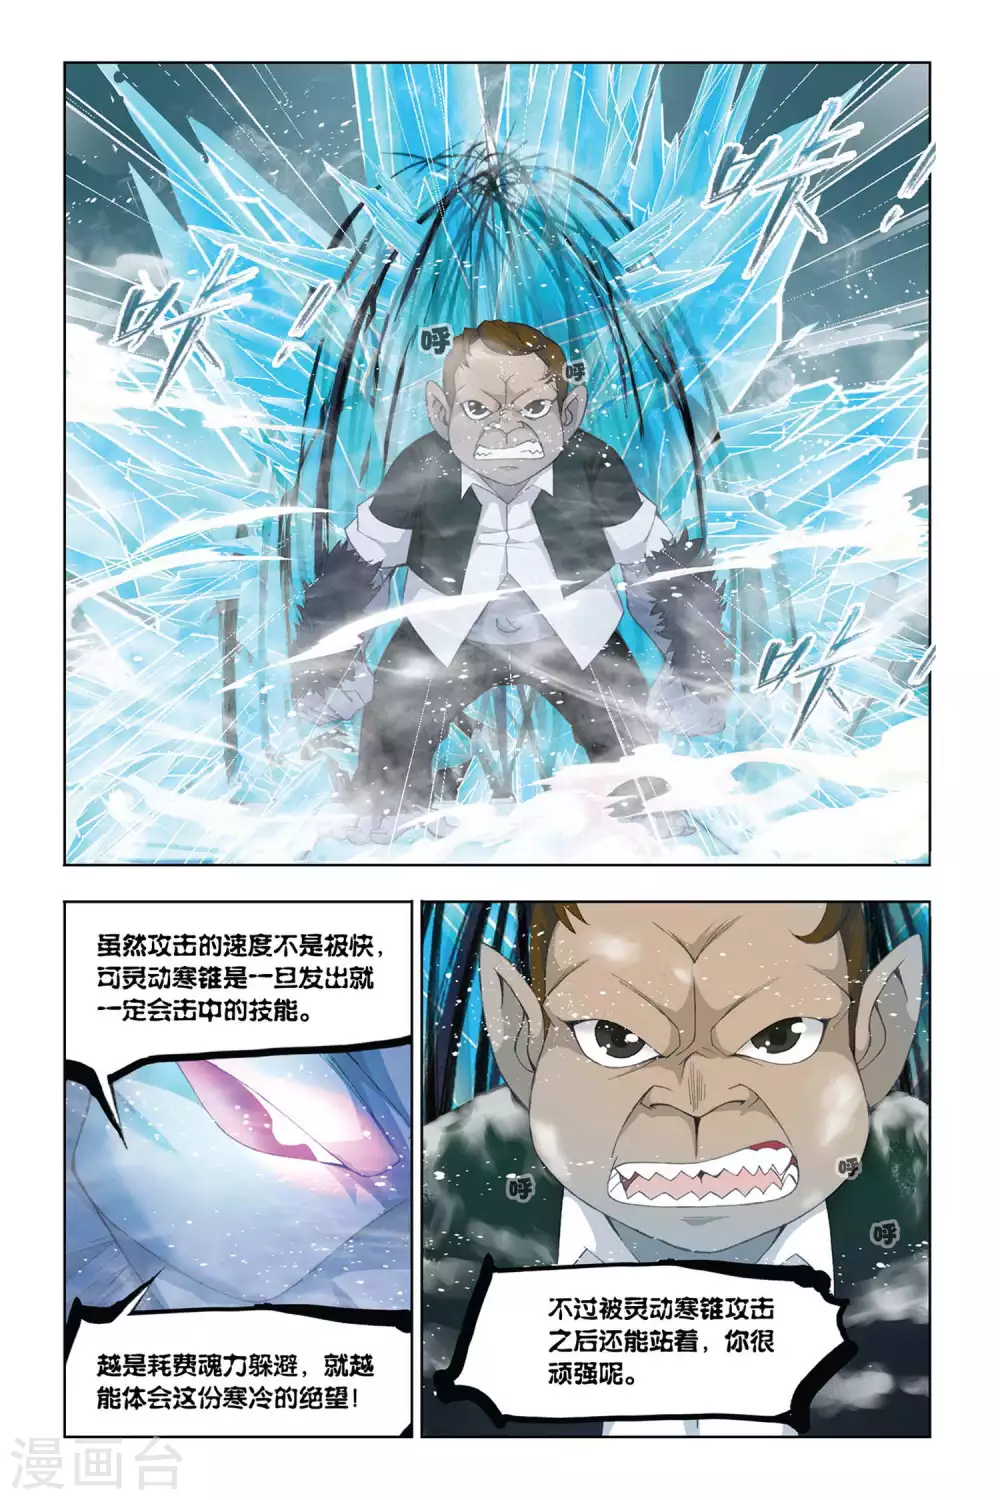 咔！
咔！
呼
呼
咔！
虽然攻击的速度不是极快，
可灵动寒锥是一旦发出就
一定会击中的技能。
越是耗费魂力躲避，就越
能体会这份寒冷的绝望！
呼
呼
呼
不过被灵动寒锥攻击
之后还能站着，你很
顽强呢。
漫画台